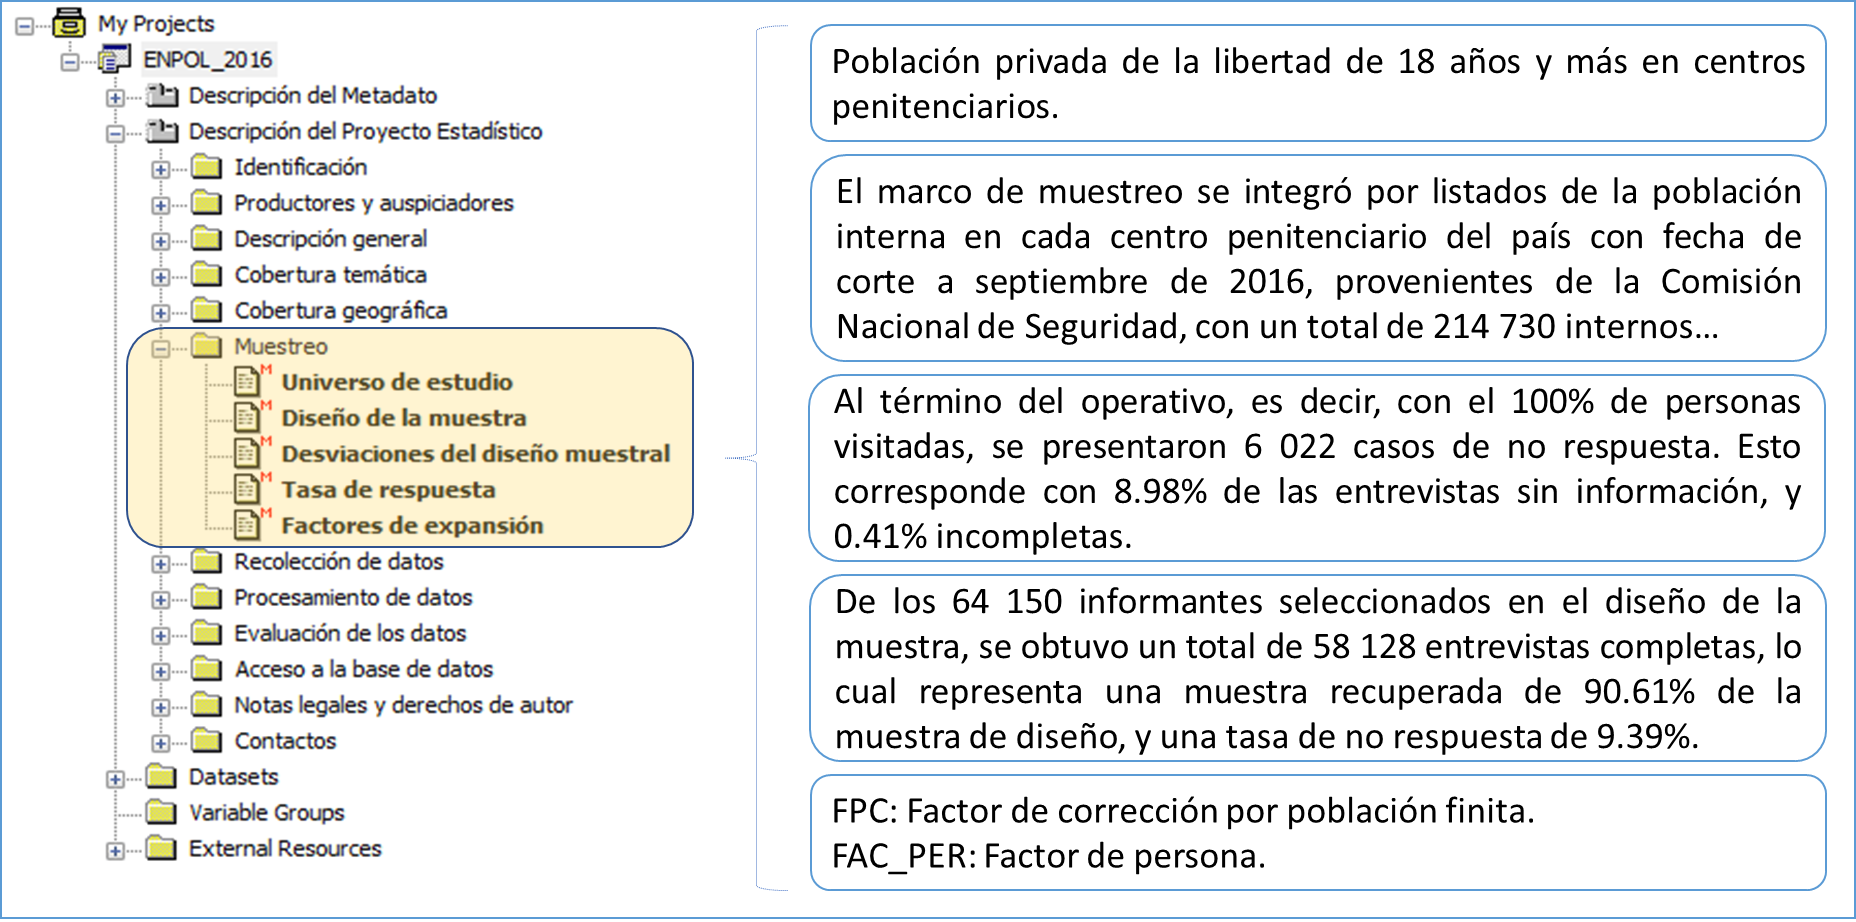 My Projects
ENPOL_2016
Descripción del Metadato
Descripción del Proyecto Estadístico
Identificación
Productores y auspiciadores
Descripción general
Cobertura temática
Cobertura geográfica
Muestreo
M Universo de estudio
M Diseño de la muestra
M Desviaciones del diseño muestral
M Tasa de respuesta
M Factores de expansión
Recolección de datos
Procesamiento de datos
Evaluación de los datos
Acceso a la base de datos
Notas legales y derechos de autor
Contactos
Datasets
Variable Groups
External Resources
Población privada de la libertad de 18 años y más en centros
penitenciarios.
El marco de muestreo se integró por listados de la población
interna en cada centro penitenciario del país con fecha de
corte a septiembre de 2016, provenientes de la Comisión
Nacional de Seguridad, con un total de 214 730 internos...
Al término del operativo, es decir, con el 100% de personas
visitadas, se presentaron 6 022 casos de no respuesta. Esto
corresponde con 8.98% de las entrevistas sin información, y
0.41% incompletas.
De los 64 150 informantes seleccionados en el diseño de la
muestra, se obtuvo un total de 58 128 entrevistas completas, lo
cual representa una muestra recuperada de 90.61% de la
muestra de diseño, y una tasa de no respuesta de 9.39%.
FPC: Factor de corrección por población finita.
FAC_PER: Factor de persona.